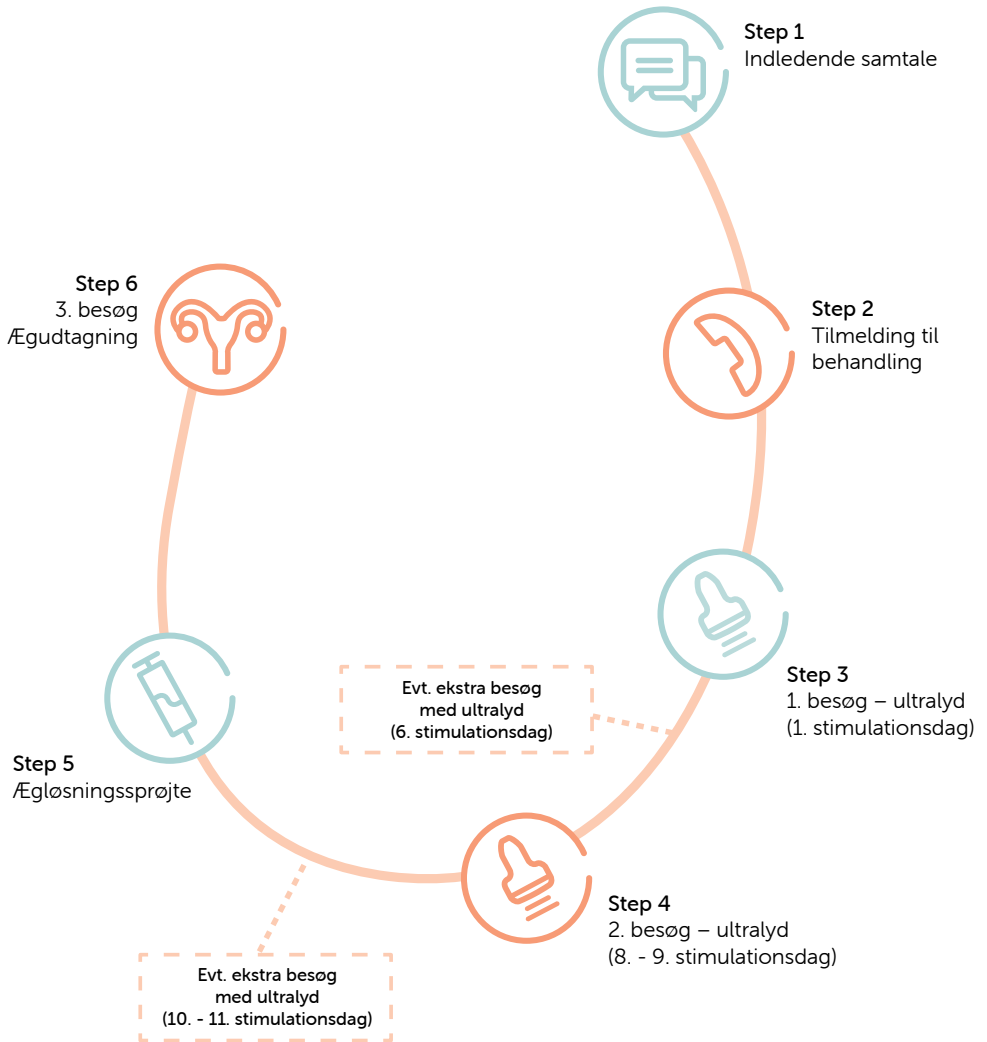 Step 1
Indledende samtale
Step 2
Tilmelding til
behandling
Step 3
1. besøg – ultralyd
(1. stimulationsdag)
Evt. ekstra besøg
med ultralyd
(6. stimulationsdag)
Step 4
2. besøg – ultralyd
(8. - 9. stimulationsdag)
Evt. ekstra besøg
med ultralyd
(10. - 11. stimulationsdag)
Step 5
Ægløsningssprøjte
Step 6
3. besøg
Ægudtagning